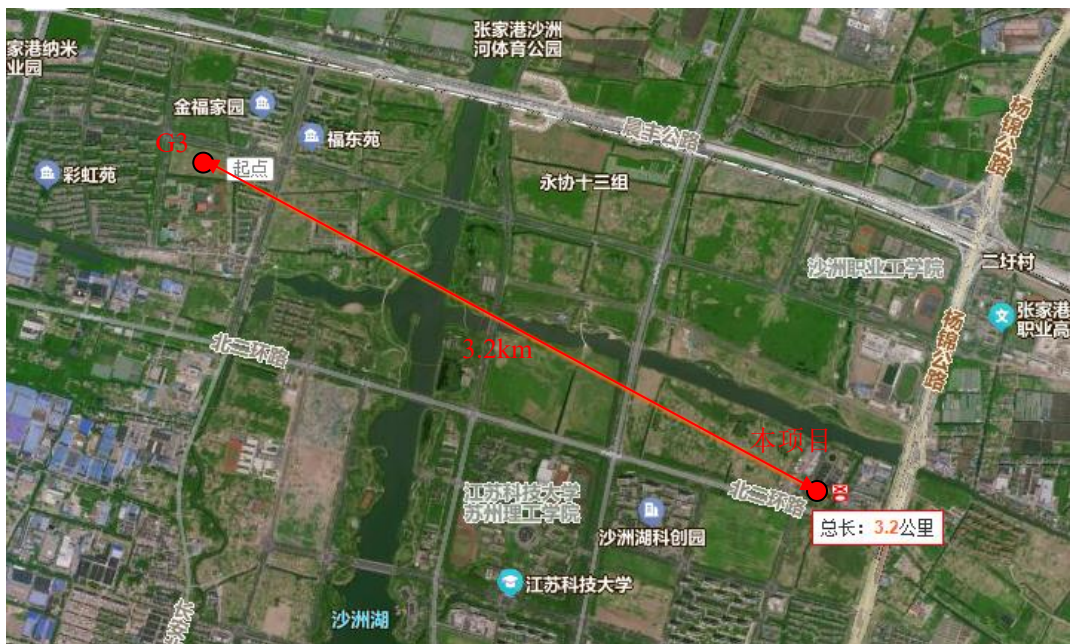 张家港沙洲
河体育公园
家港纳米
业园
金福家园
福东苑
G3
起点
彩虹苑
晨丰公路
杨锦公路
永协十三组
沙洲职业工学院
二圩村
张家港
职业高
北二环路
3.2km
杨锦公路
本项目
北二环路
江苏科技大学
苏州理工学院
沙洲湖科创园
总长：3.2公里
江苏科技大学
沙洲湖